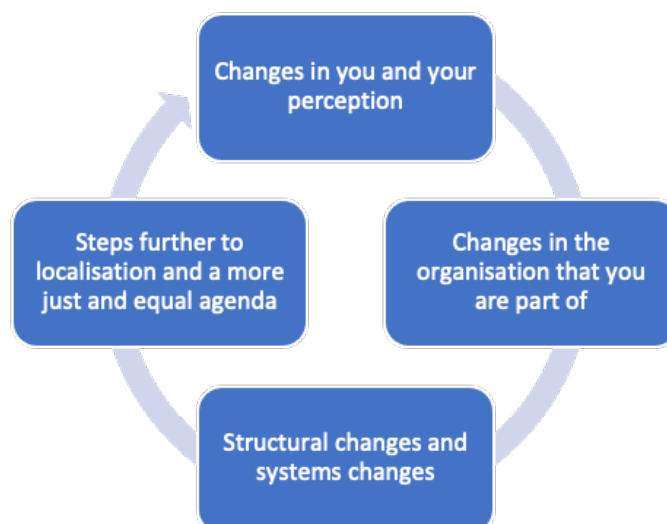 Changes in you and your
perception
Changes in the
organisation that you
are part of
Structural changes and
systems changes
Steps further to
localisation and a more
just and equal agenda